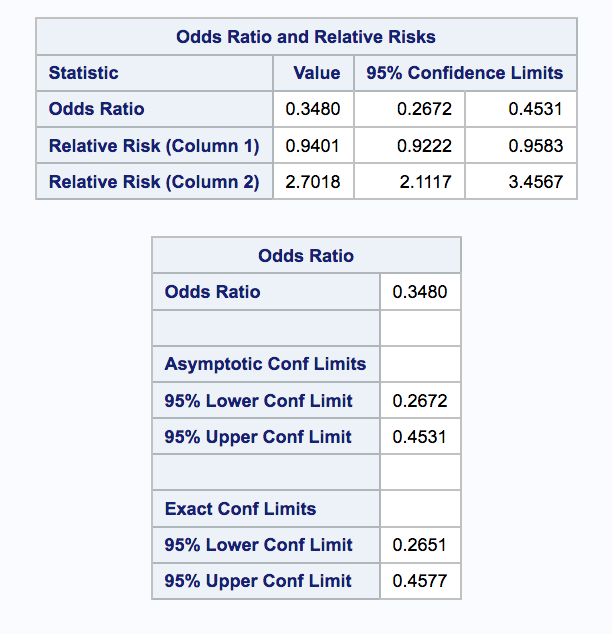 Odds Ratio and Relative Risks
Statistic Value 95% Confidence Limits
Odds Ratio 0.3480 0.2672 0.4531
Relative Risk (Column 1) 0.9401 0.9222 0.9583
Relative Risk (Column 2) 2.7018 2.1117 3.4567
Odds Ratio
Odds Ratio 0.3480
Asymptotic Conf Limits
95% Lower Conf Limit 0.2672
95% Upper Conf Limit 0.4531
Exact Conf Limits
95% Lower Conf Limit 0.2651
95% Upper Conf Limit 0.4577